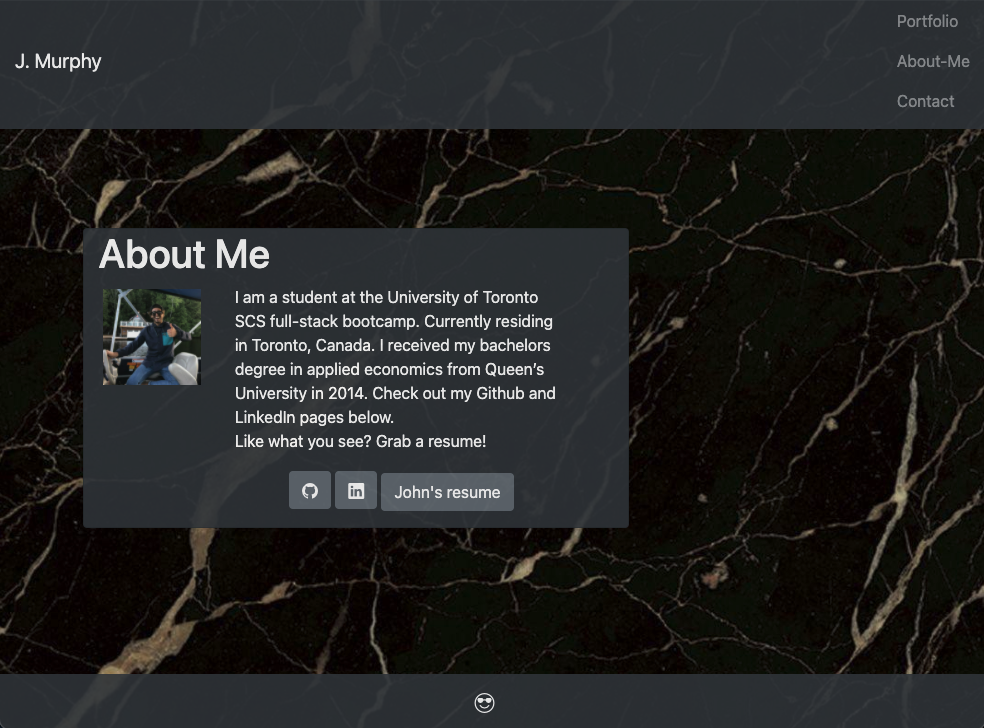 J. Murphy
Portfolio
About-Me
Contact
About Me
I am a student at the University of Toronto
SCS full-stack bootcamp. Currently residing
in Toronto, Canada. I received my bachelors
degree in applied economics from Queen’s
University in 2014. Check out my Github and
LinkedIn pages below.
Like what you see? Grab a resume!
in
John's resume